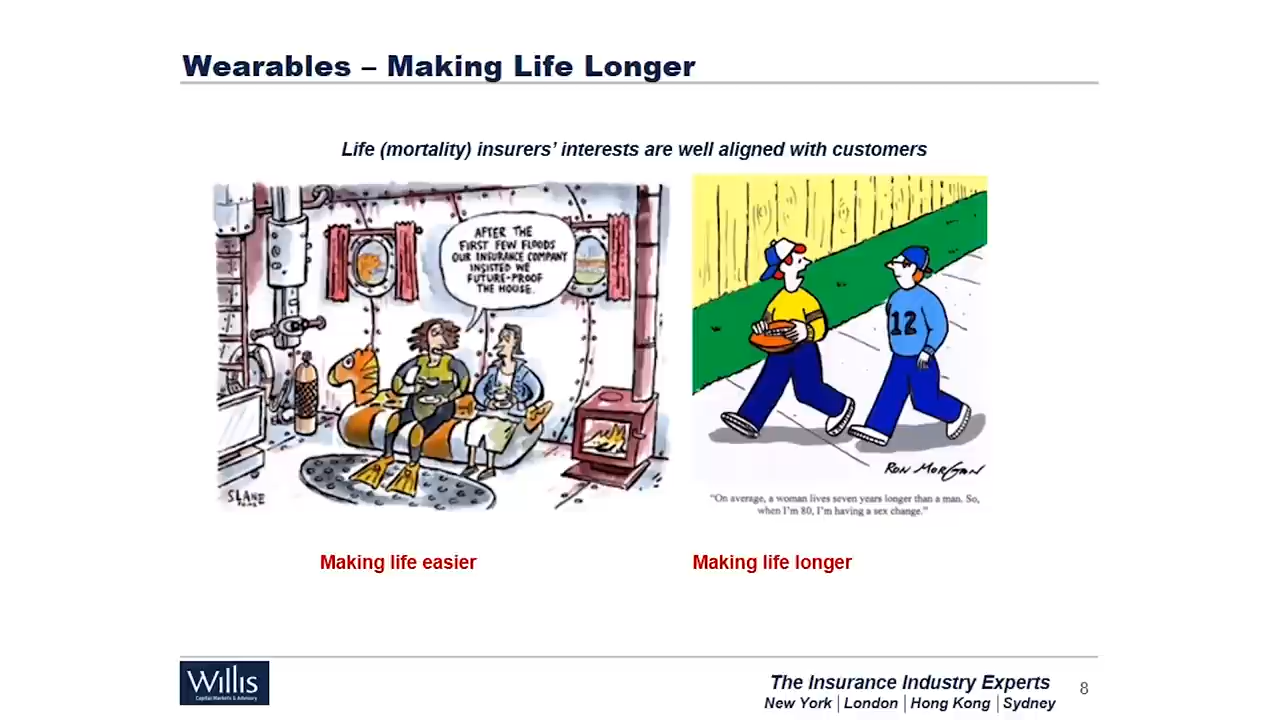 Wearables – Making Life Longer
Life (mortality) insurers’ interests are well aligned with customers
AFTER THE
FIRST FEW FLOODS
OUR INSURANCE COMPANY
INSISTED WE
FUTURE-PROOF
THE HOUSE.
SLANE
12
RON MORGAN
"On average, a woman lives seven years longer than a man. So,
when I'm 80, I'm having a sex change."
Making life easier
Making life longer
Willis
Capital Markets & Advisory
The Insurance Industry Experts
New York | London | Hong Kong | Sydney
8